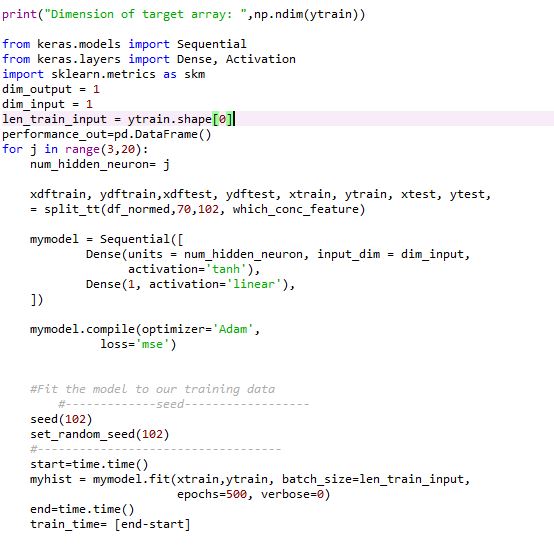 print("Dimension of target array: ",np.ndim(ytrain))
from keras.models import Sequential
from keras.layers import Dense, Activation
import sklearn.metrics as skm
dim_output = 1
dim_input = 1
len_train_input = ytrain.shape[0]
performance_out=pd.DataFrame()
for j in range(3,20):
    num_hidden_neuron= j
    xdftrain, ydftrain,xdftest, ydftest, xtrain, ytrain, xtest, ytest,
    = split_tt(df_normed,70,102, which_conc_feature)
    mymodel = Sequential([
            Dense(units = num_hidden_neuron, input_dim = dim_input,
                  activation='tanh'),
            Dense(1, activation='linear'),
    ])
    mymodel.compile(optimizer='Adam',
              loss='mse')
    #Fit the model to our training data
        #-------------seed------------------
    seed(102)
    set_random_seed(102)
    #-----------------------------------
    start=time.time()
    myhist = mymodel.fit(xtrain,ytrain, batch_size=len_train_input,
                         epochs=500, verbose=0)
    end=time.time()
    train_time= [end-start]